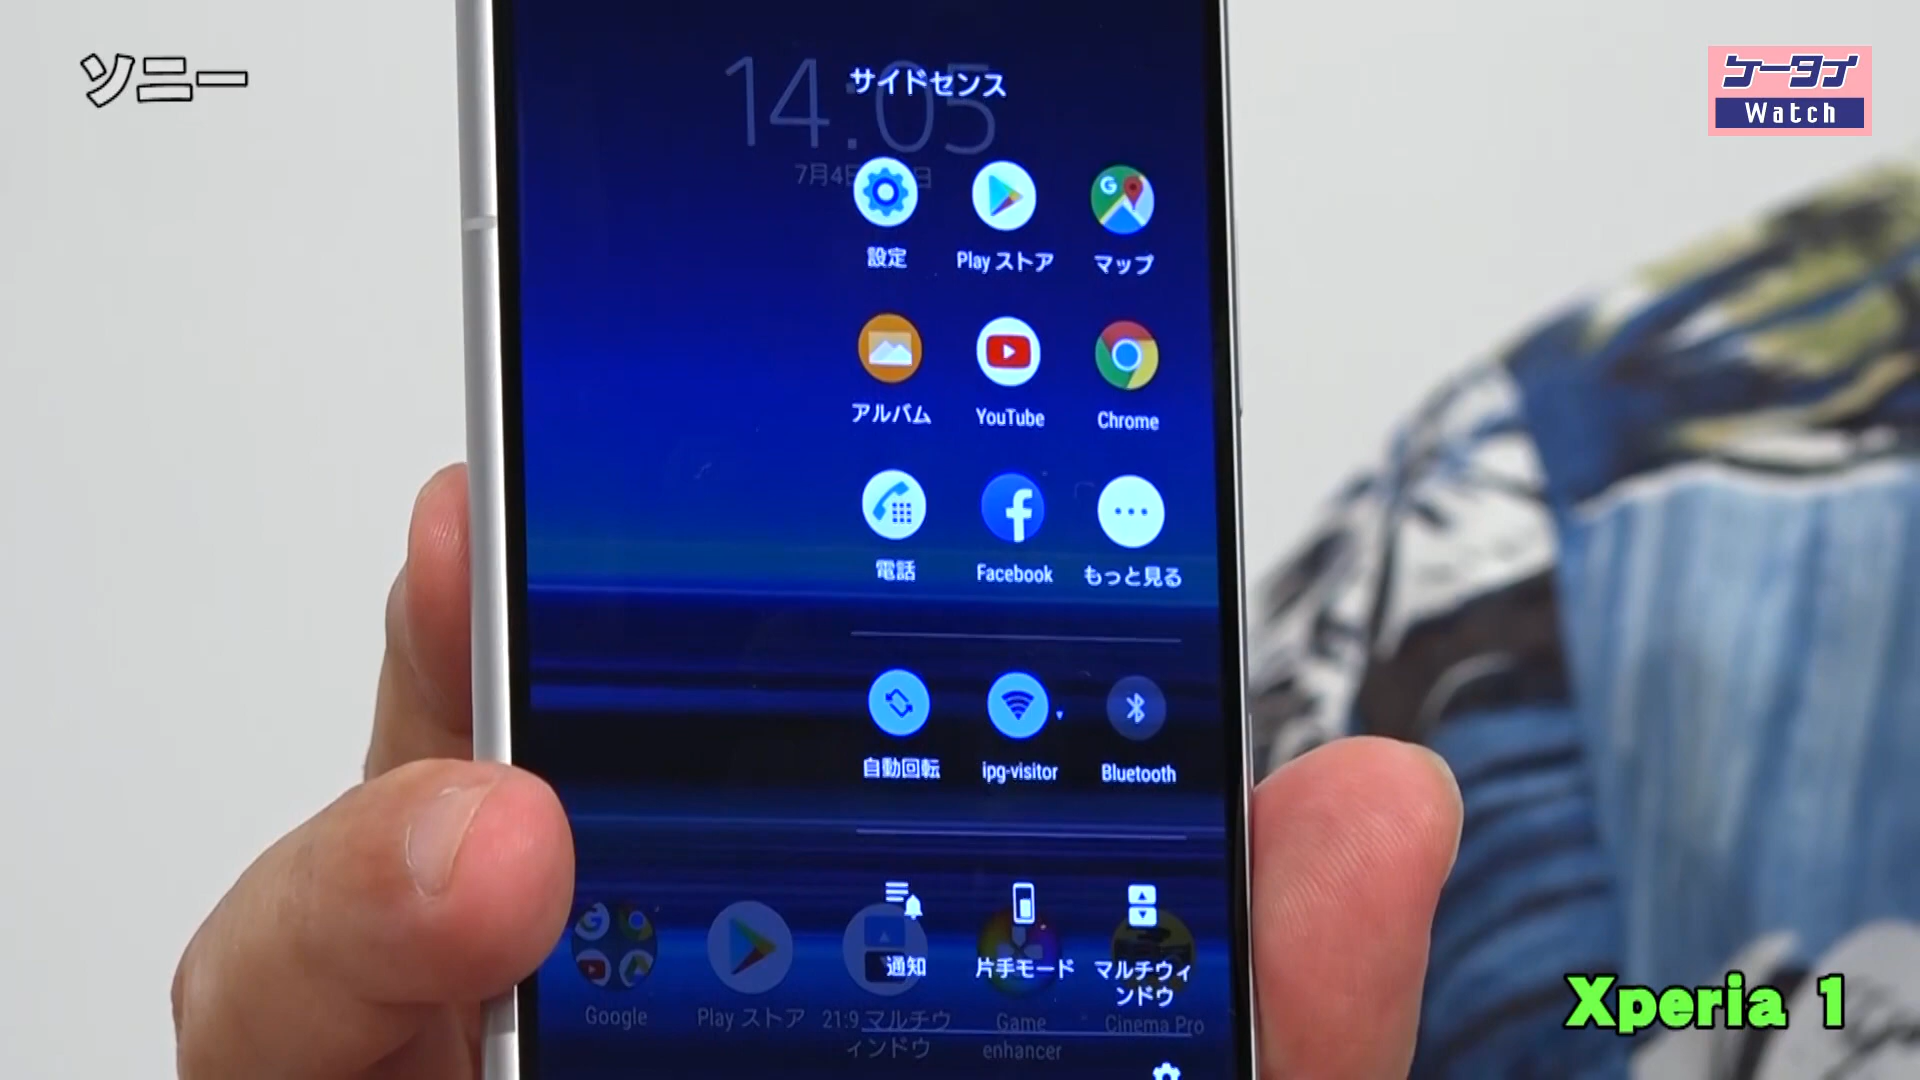 ソニー
ケータイ
Watch
14:05
サイドセンス
7月4日
日
設定
Play ストア
マップ
アルバム
YouTube
Chrome
電話
Facebook
もっと見る
自動回転
ipg-visitor
Bluetooth
通知
片手モード
マルチウィ
ンドウ
Google
Play ストア
21:9 マルチウ
ィンドウ
Game
enhancer
Cinema Pro
Xperia 1